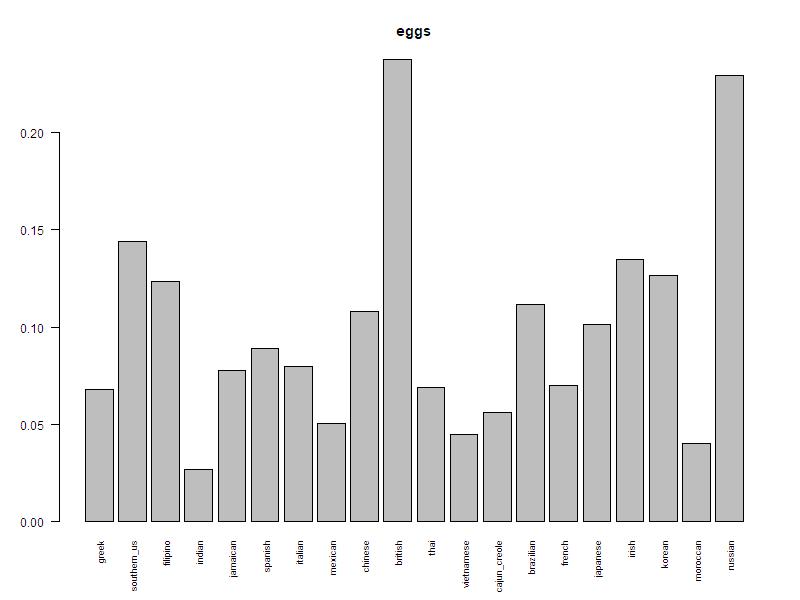 eggs
0.20
0.15
0.10
0.05
0.00
greek
southern_us
filipino
indian
jamaican
spanish
italian
mexican
chinese
british
thai
vietnamese
cajun_creole
brazilian
french
japanese
irish
korean
moroccan
russian